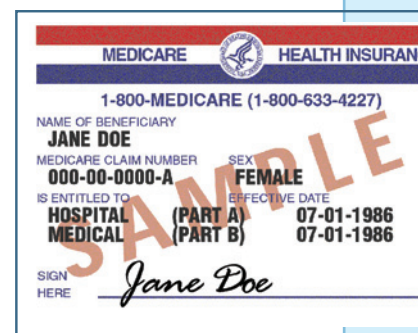 MEDICARE HEALTH INSURAN
1-800-MEDICARE (1-800-633-4227)
NAME OF BENEFICIARY
JANE DOE
MEDICARE CLAIM NUMBER SEX
000-00-0000-A FEMALE
IS ENTITLED TO EFFECTIVE DATE
HOSPITAL (PART A) 07-01-1986
MEDICAL (PART B) 07-01-1986
SIGN
HERE Jane Doe
SAMPLE